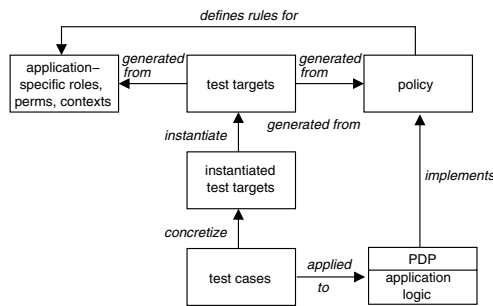 defines rules for
application–
specific roles,
perms, contexts
generated
from
test targets
generated
from
policy
instantiate
generated from
instantiated
test targets
implements
concretize
test cases
applied
to
PDP
application
logic